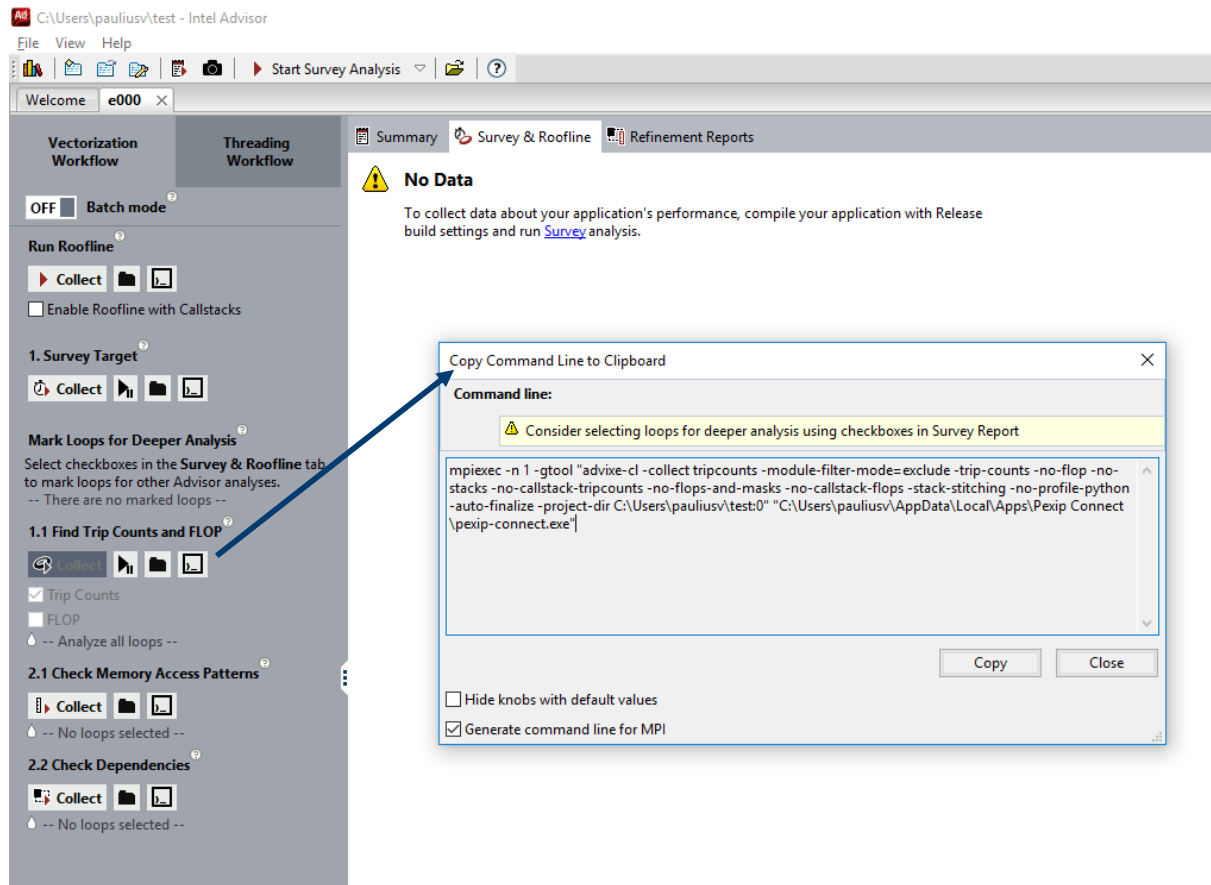 C:\Users\pauliusv\test - Intel Advisor
File View Help
Start Survey Analysis
Welcome e000
Vectorization Workflow
Threading Workflow
OFF Batch mode
Run Roofline
Collect
Enable Roofline with Callstacks
1. Survey Target
Collect
Mark Loops for Deeper Analysis
Select checkboxes in the Survey & Roofline tab
to mark loops for other Advisor analyses.
-- There are no marked loops --
1.1 Find Trip Counts and FLOP
Collect
Trip Counts
FLOP
-- Analyze all loops --
2.1 Check Memory Access Patterns
Collect
-- No loops selected --
2.2 Check Dependencies
Collect
-- No loops selected --
Summary Survey & Roofline Refinement Reports
No Data
To collect data about your application's performance, compile your application with Release
build settings and run Survey analysis.
Copy Command Line to Clipboard
Command line:
Consider selecting loops for deeper analysis using checkboxes in Survey Report
mpiexec -n 1 -gtool "advixe-cl -collect tripcounts -module-filter-mode=exclude -trip-counts -no-flop -no-
stacks -no-callstack-tripcounts -no-flops-and-masks -no-callstack-flops -stack-stitching -no-profile-python
-auto-finalize -project-dir C:\Users\pauliusv\test:0" "C:\Users\pauliusv\AppData\Local\Apps\Pexip Connect
\pexip-connect.exe"
Copy Close
Hide knobs with default values
Generate command line for MPI